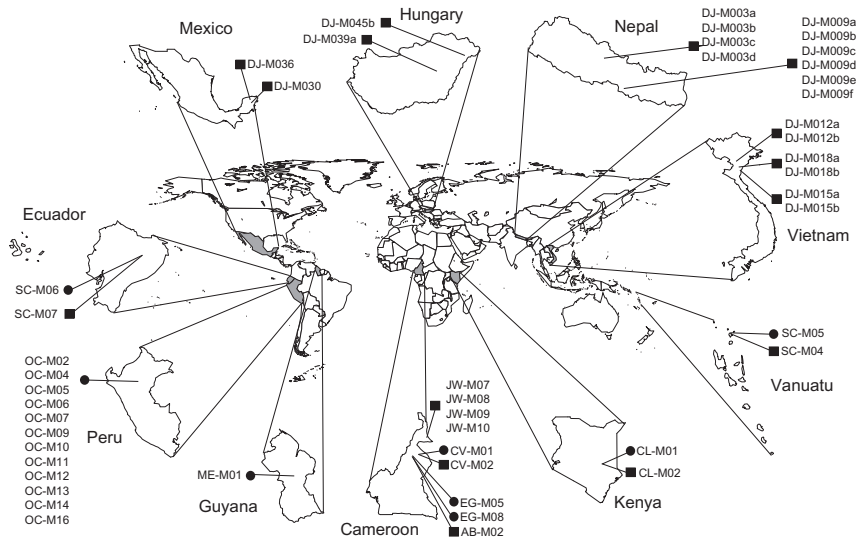 Mexico
DJ-M036
DJ-M030
Hungary
DJ-M045b
DJ-M039a
Nepal
DJ-M003a
DJ-M003b
DJ-M003c
DJ-M003d
DJ-M009a
DJ-M009b
DJ-M009c
DJ-M009d
DJ-M009e
DJ-M009f
DJ-M012a
DJ-M012b
DJ-M018a
DJ-M018b
DJ-M015a
DJ-M015b
Vietnam
Ecuador
SC-M06
SC-M07
SC-M05
SC-M04
Vanuatu
OC-M02
OC-M04
OC-M05
OC-M06
OC-M07
OC-M09
OC-M10
OC-M11
OC-M12
OC-M13
OC-M14
OC-M16
Peru
ME-M01
Guyana
JW-M07
JW-M08
JW-M09
JW-M10
CV-M01
CV-M02
EG-M05
EG-M08
AB-M02
Cameroon
CL-M01
CL-M02
Kenya